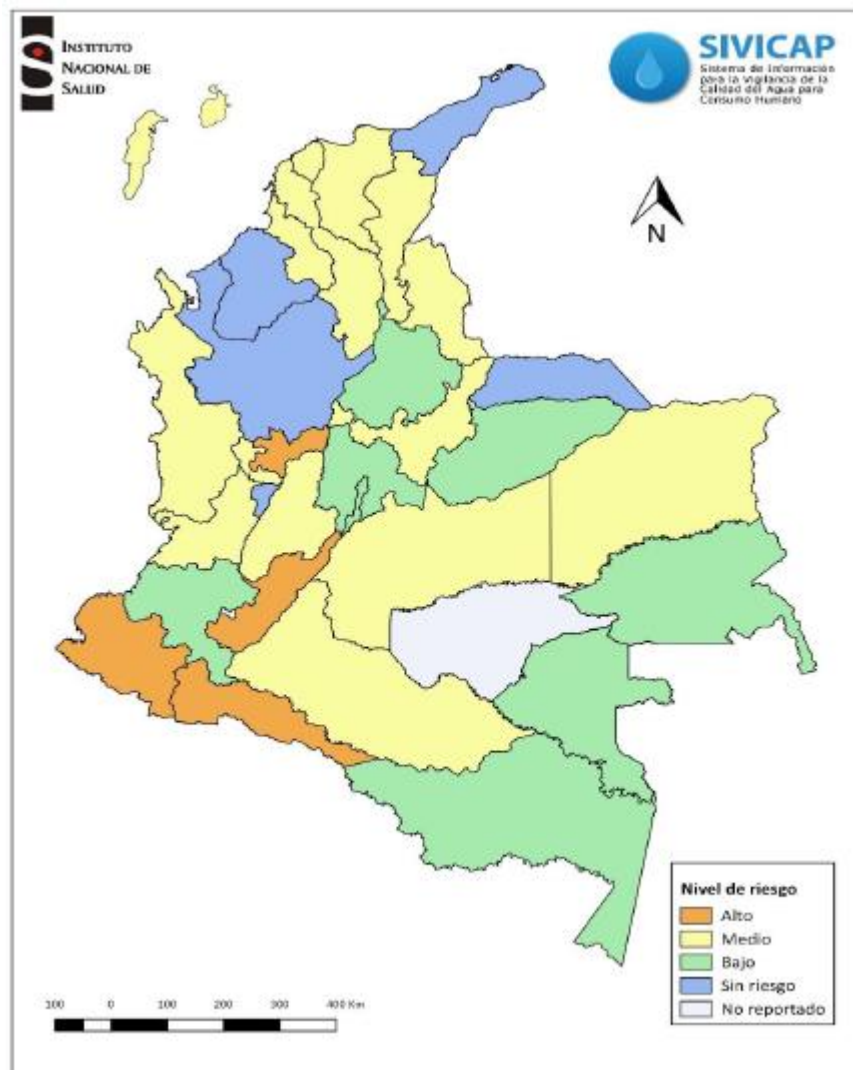 INSTITUTO
NACIONAL DE
SALUD
SIVICAP
Sistema de Información
para la Vigilancia de la
Calidad del Agua para
Consumo Humano
N
Nivel de riesgo
Alto
Medio
Bajo
Sin riesgo
No reportado
100 0 100 200 300 400 Km